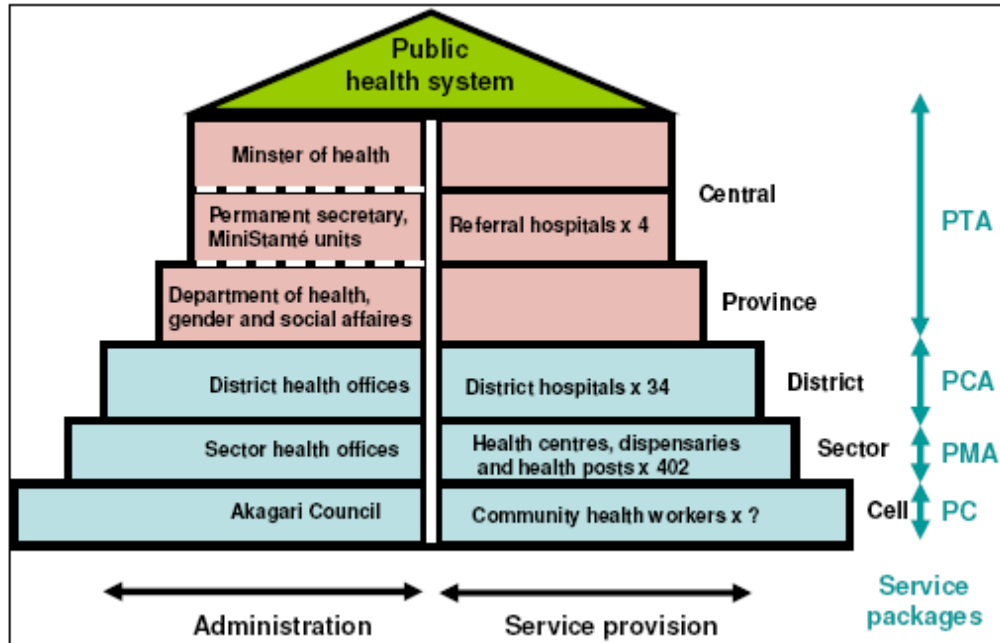 Public
health system
Minster of health
Central
PTA
Permanent secretary,
MiniStanté units
Referral hospitals x 4
Department of health,
gender and social affaires
Province
District health offices
District hospitals x 34
District
PCA
Sector health offices
Health centres, dispensaries
and health posts x 402
Sector
PMA
Akagari Council
Community health workers x ?
Cell
PC
Administration
Service provision
Service
packages